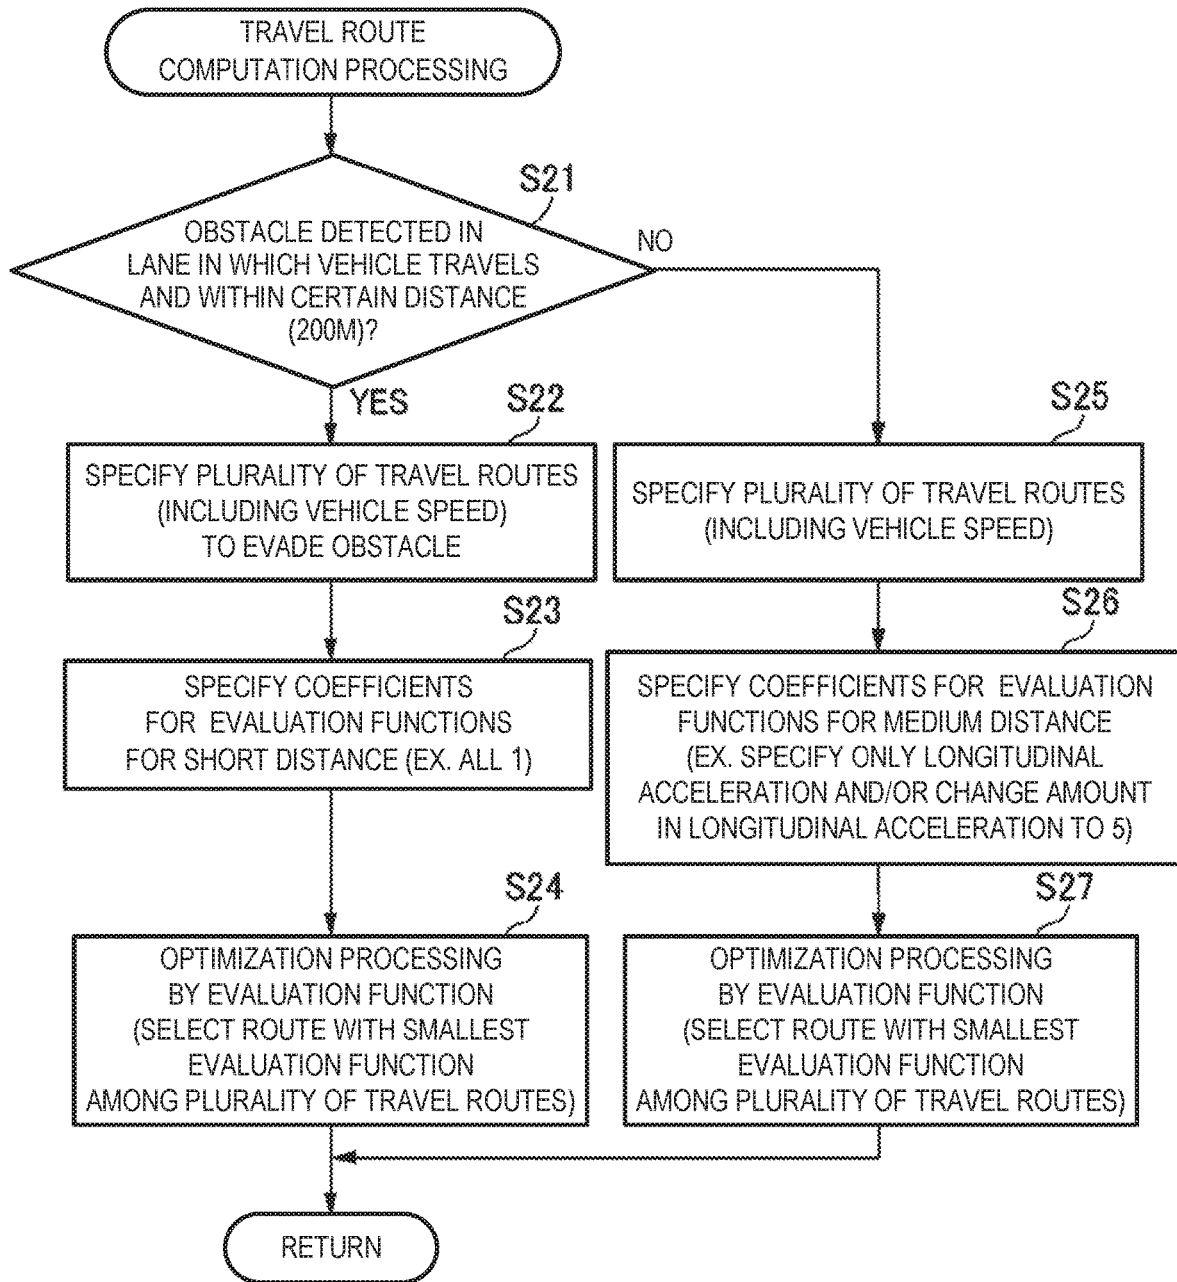 TRAVEL ROUTE
COMPUTATION PROCESSING
S21
OBSTACLE DETECTED IN
LANE IN WHICH VEHICLE TRAVELS
AND WITHIN CERTAIN DISTANCE
(200M)?
NO
YES
S22
SPECIFY PLURALITY OF TRAVEL ROUTES
(INCLUDING VEHICLE SPEED)
TO EVADE OBSTACLE
S23
SPECIFY COEFFICIENTS
FOR EVALUATION FUNCTIONS
FOR SHORT DISTANCE (EX. ALL 1)
S24
OPTIMIZATION PROCESSING
BY EVALUATION FUNCTION
(SELECT ROUTE WITH SMALLEST
EVALUATION FUNCTION
AMONG PLURALITY OF TRAVEL ROUTES)
S25
SPECIFY PLURALITY OF TRAVEL ROUTES
(INCLUDING VEHICLE SPEED)
S26
SPECIFY COEFFICIENTS FOR EVALUATION
FUNCTIONS FOR MEDIUM DISTANCE
(EX. SPECIFY ONLY LONGITUDINAL
ACCELERATION AND/OR CHANGE AMOUNT
IN LONGITUDINAL ACCELERATION TO 5)
S27
OPTIMIZATION PROCESSING
BY EVALUATION FUNCTION
(SELECT ROUTE WITH SMALLEST
EVALUATION FUNCTION
AMONG PLURALITY OF TRAVEL ROUTES)
RETURN